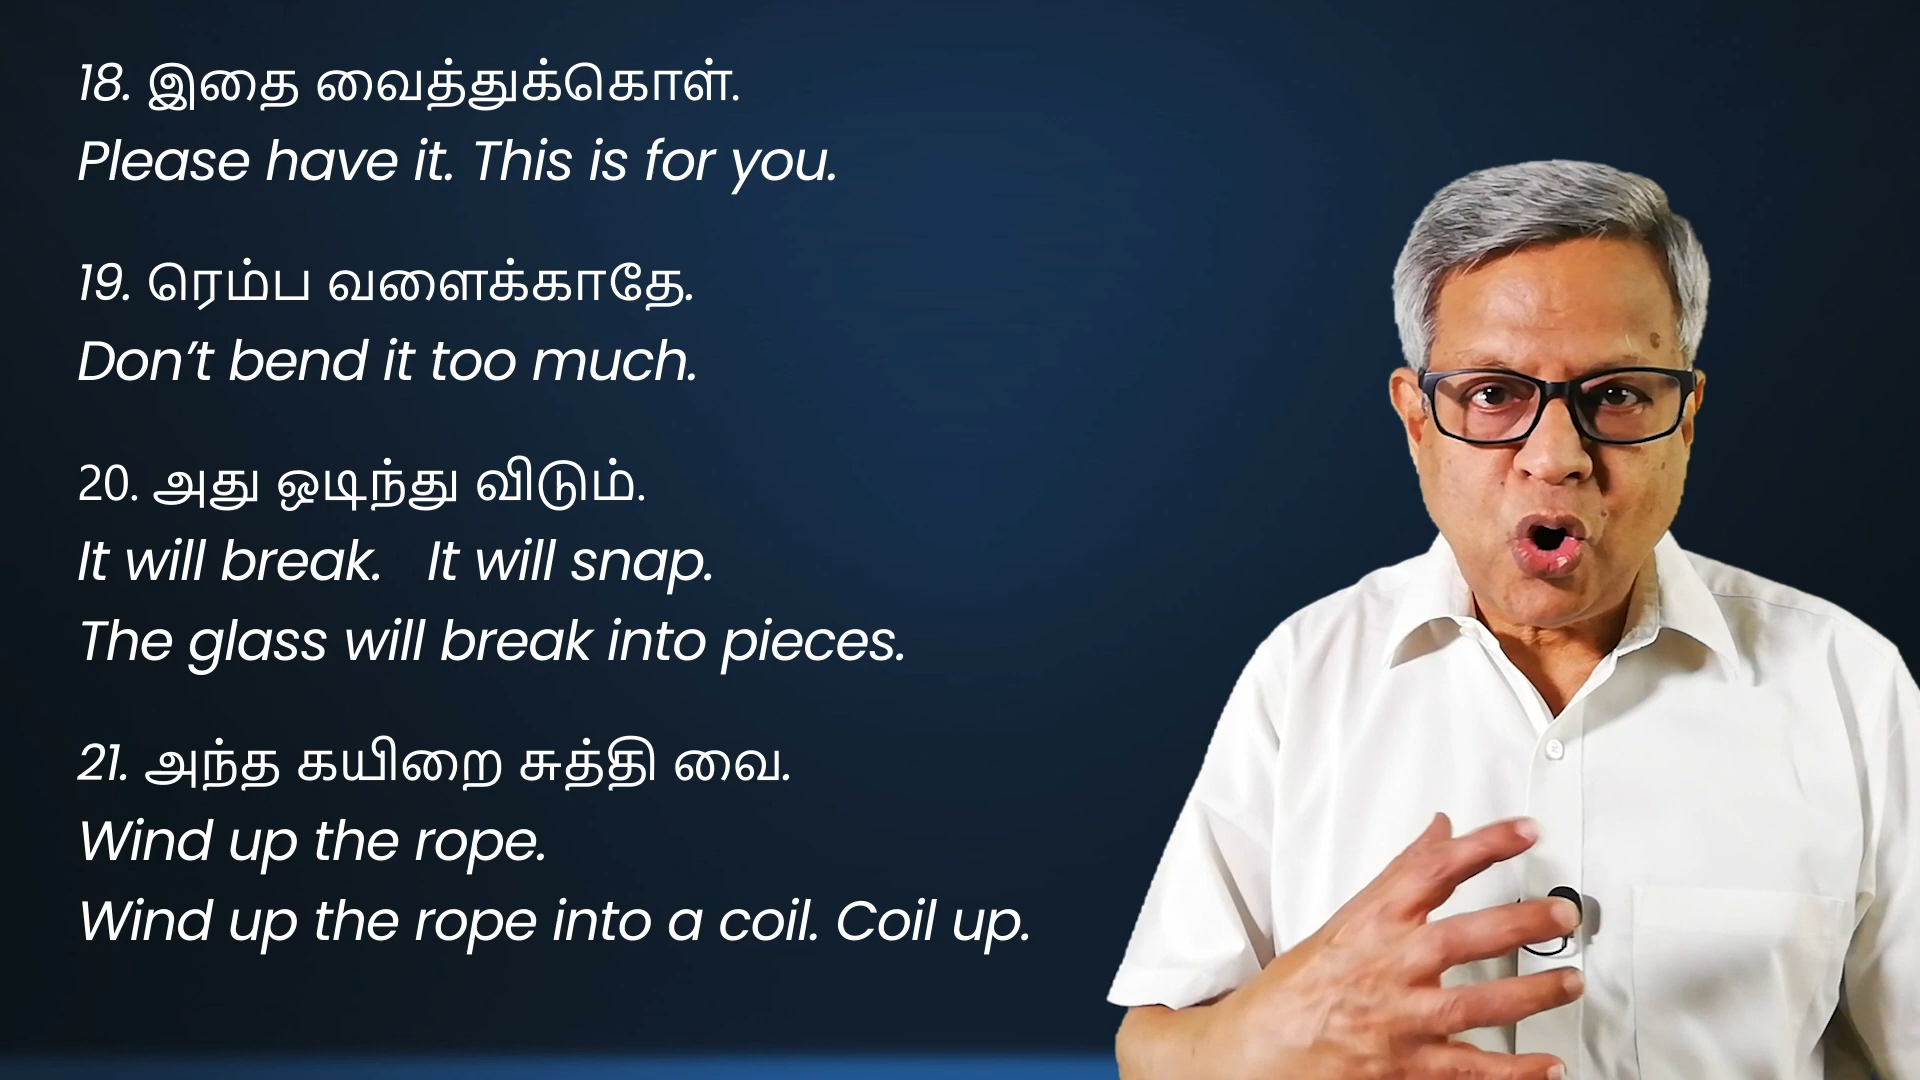 18. இதை வைத்துக்கொள்.
Please have it. This is for you.
19. ரெம்ப வளைக்காதே.
Don’t bend it too much.
20. அது ஒடிந்து விடும்.
It will break. It will snap.
The glass will break into pieces.
21. அந்த கயிறை சுத்தி வை.
Wind up the rope.
Wind up the rope into a coil. Coil up.